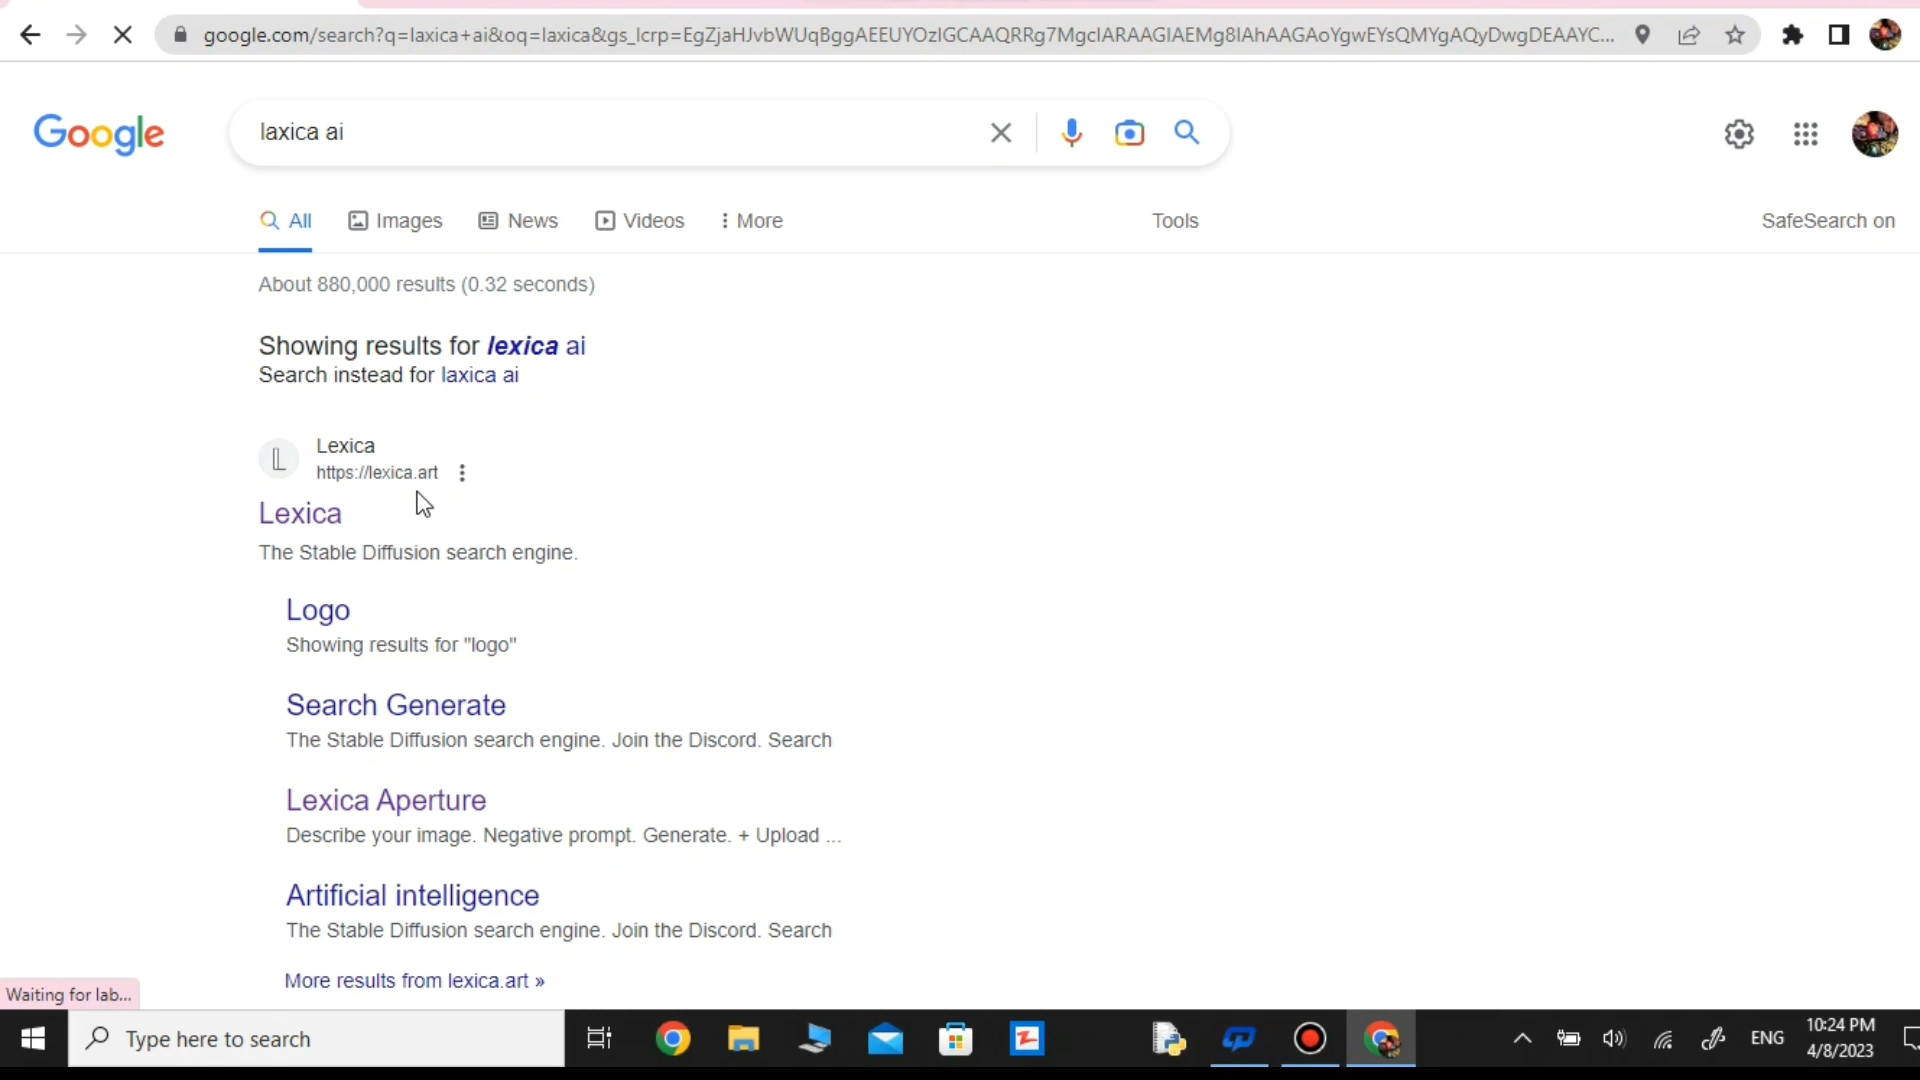 google.com/search?q=laxica+ai&oq=laxica&gs_lcrp=EgZjaHJvbWUqBggAEEUYOzIGCAAQRRg7MgcIARAAGIAEMg8IAhAAGAoYgwEYsQMYgAQyDwgDEAAYC...
Google
laxica ai
All
Images
News
Videos
More
Tools
SafeSearch on
About 880,000 results (0.32 seconds)
Showing results for lexica ai
Search instead for laxica ai
Lexica
https://lexica.art
Lexica
The Stable Diffusion search engine.
Logo
Showing results for "logo"
Search Generate
The Stable Diffusion search engine. Join the Discord. Search
Lexica Aperture
Describe your image. Negative prompt. Generate. + Upload ...
Artificial intelligence
The Stable Diffusion search engine. Join the Discord. Search
More results from lexica.art »
Waiting for lab...
Type here to search
ENG
10:24 PM
4/8/2023